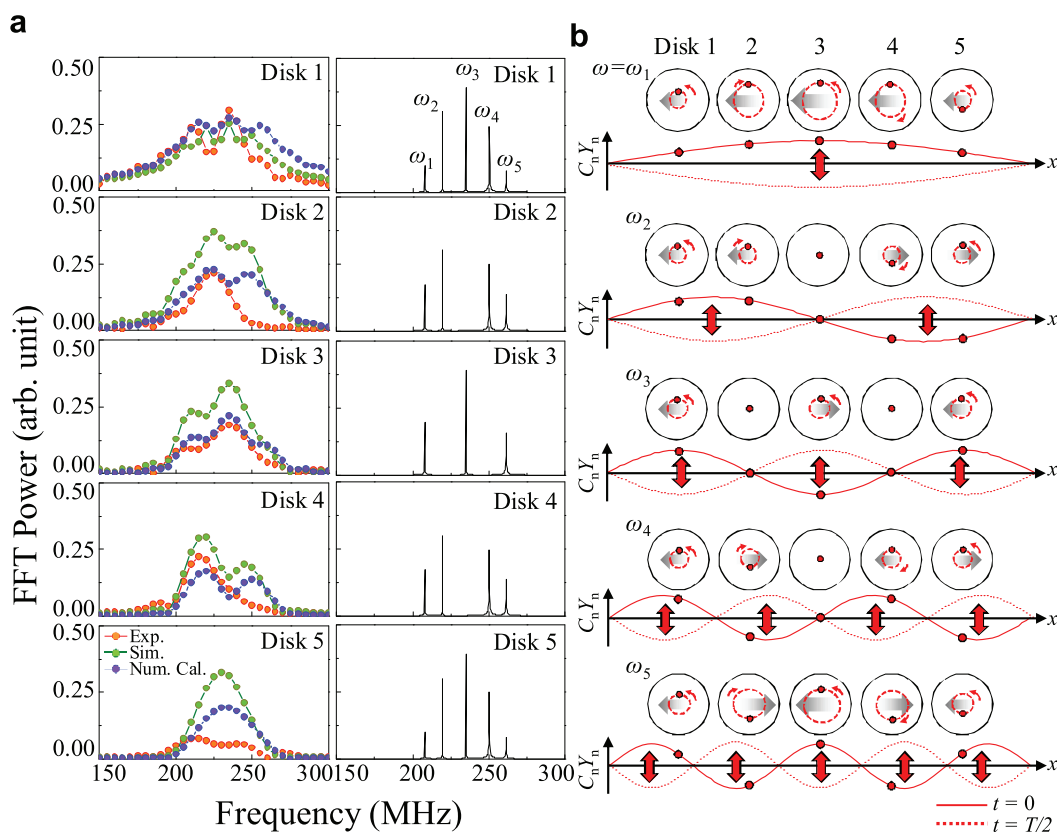 a
FFT Power (arb. unit)
0.50
0.25
0.00
Disk 1
Disk 1
ω1
ω2
ω3
ω4
ω5
0.50
0.25
0.00
Disk 2
Disk 2
0.50
0.25
0.00
Disk 3
Disk 3
0.50
0.25
0.00
Disk 4
Disk 4
0.50
0.25
0.00
Disk 5
Disk 5
Exp.
Sim.
Num. Cal.
150 200 250 300
200 250 300
Frequency (MHz)
b
Disk 1 2 3 4 5
ω=ω1
CnYn
x
ω2
CnYn
x
ω3
CnYn
x
ω4
CnYn
x
ω5
CnYn
x
t = 0
t = T/2